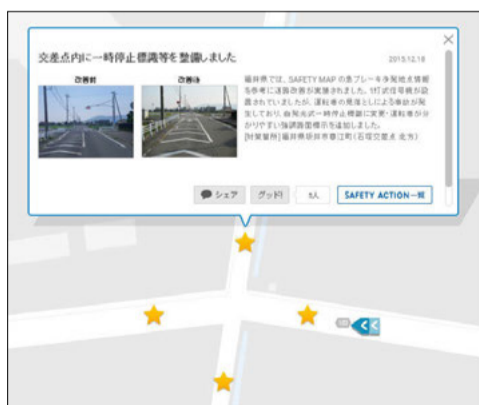 交差点内に一時停止標識等を整備しました
2015.12.18
改善前
改善後
福井県では、SAFETY MAP の急ブレーキ多発地点情報
を参考に道路改善が実施されました。1灯式信号機が設
置されていましたが、運転者の見落としによる事故が発
生しており、自発光式一時停止標識に変更・運転者が分
かりやすい強調路面標示を追加しました。
[対策箇所]福井県坂井市春江町(石塚交差点 北方)
シェア
グッド!
人
SAFETY ACTION一覧